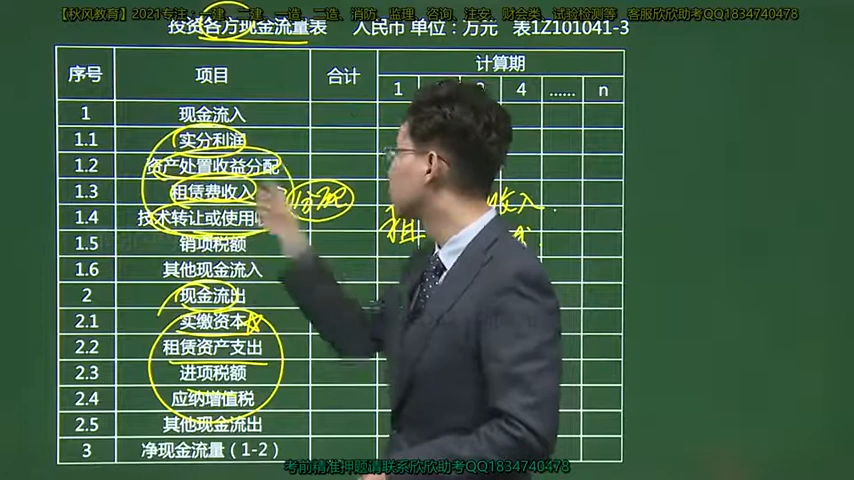 【秋风教育】2021专注：一建、二建、一造、二造、消防、监理、咨询、注安、财会类、试验检测等 客服欣欣助考QQ1834740478
投资各方现金流量表 人民币 单位：万元 表1Z101041-3
序号 项目 合计 计算期
1 4 …… n
1 现金流入
1.1 实分利润
1.2 资产处置收益分配
1.3 租赁费收入 分配 收入
1.4 技术转让或使用 租
1.5 销项税额
1.6 其他现金流入
2 现金流出
2.1 实缴资本
2.2 租赁资产支出
2.3 进项税额
2.4 应纳增值税
2.5 其他现金流出
3 净现金流量（1-2）
考前精准押题请联系欣欣助考QQ1834740478